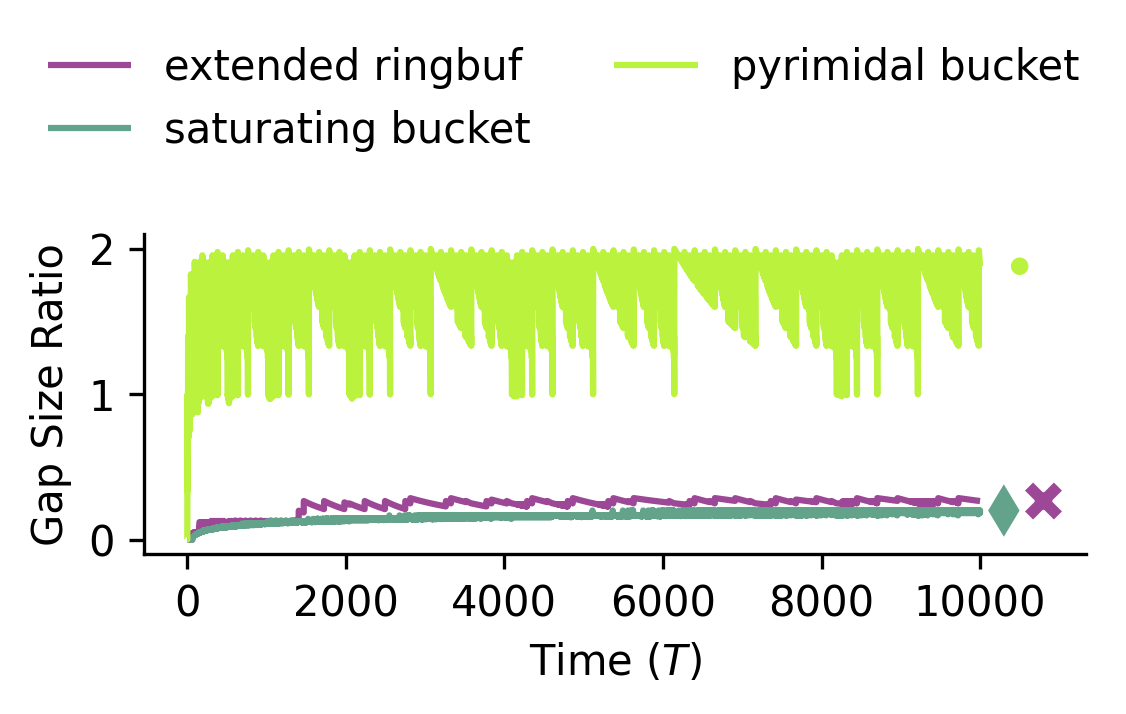 extended ringbuf
pyrimidal bucket
saturating bucket
Gap Size Ratio
2
1
0
0 2000 4000 6000 8000 10000
Time (T)